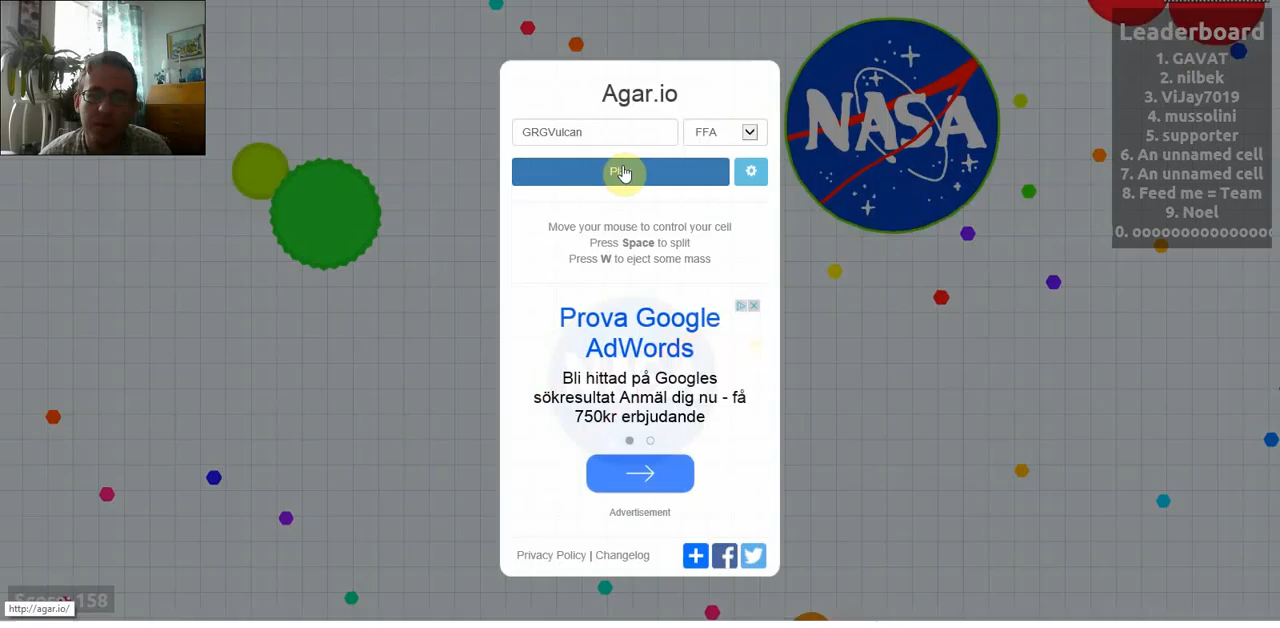 Agar.io
GRGVulcan
FFA
Move your mouse to control your cell
Press Space to split
Press W to eject some mass
Prova Google
AdWords
Bli hittad på Googles
sökresultat Anmäl dig nu - få
750kr erbjudande
Advertisement
Privacy Policy | Changelog
NASA
Leaderboard
1. GAVAT
2. nilbek
3. ViJay7019
4. mussolini
5. supporter
6. An unnamed cell
7. An unnamed cell
8. Feed me = Team
9. Noel
Score: 158
http://agar.io/